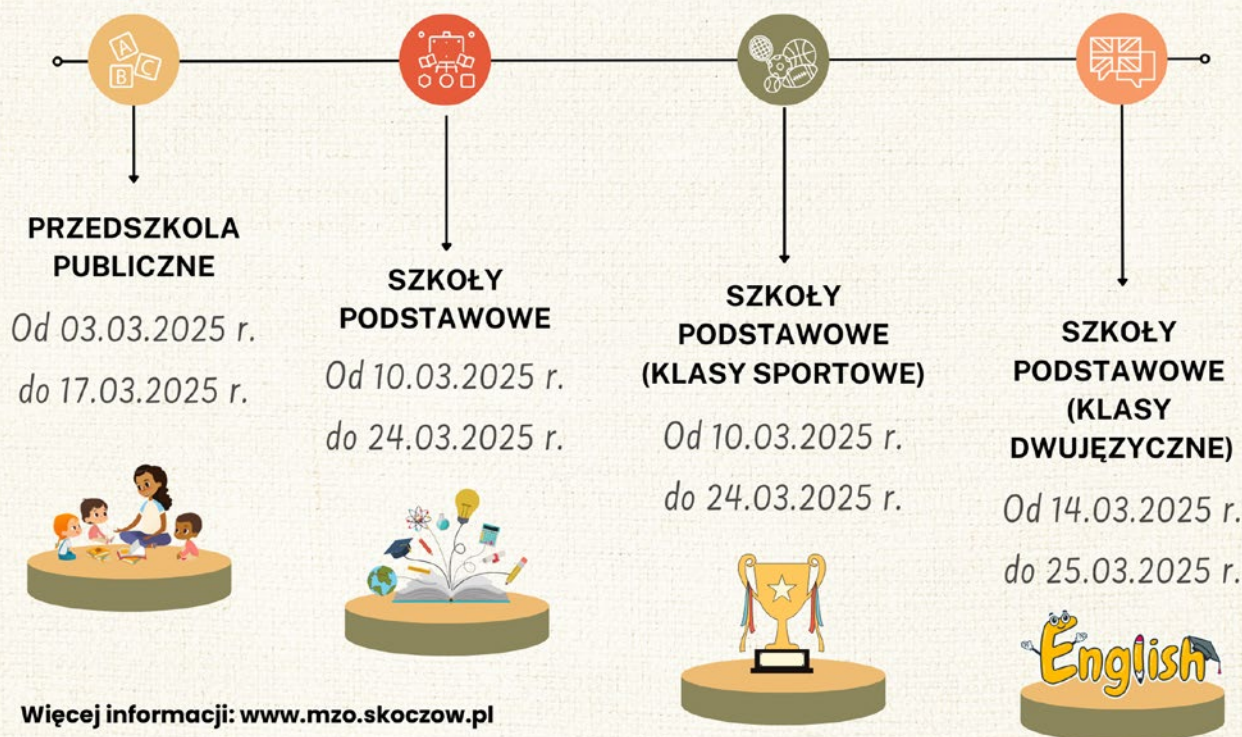 A
B
C
PRZEDSZKOLA
PUBLICZNE
Od 03.03.2025 r.
do 17.03.2025 r.
SZKOŁY
PODSTAWOWE
Od 10.03.2025 r.
do 24.03.2025 r.
SZKOŁY
PODSTAWOWE
(KLASY SPORTOWE)
Od 10.03.2025 r.
do 24.03.2025 r.
SZKOŁY
PODSTAWOWE
(KLASY
DWUJĘZYCZNE)
Od 14.03.2025 r.
do 25.03.2025 r.
English
Więcej informacji: www.mzo.skoczow.pl